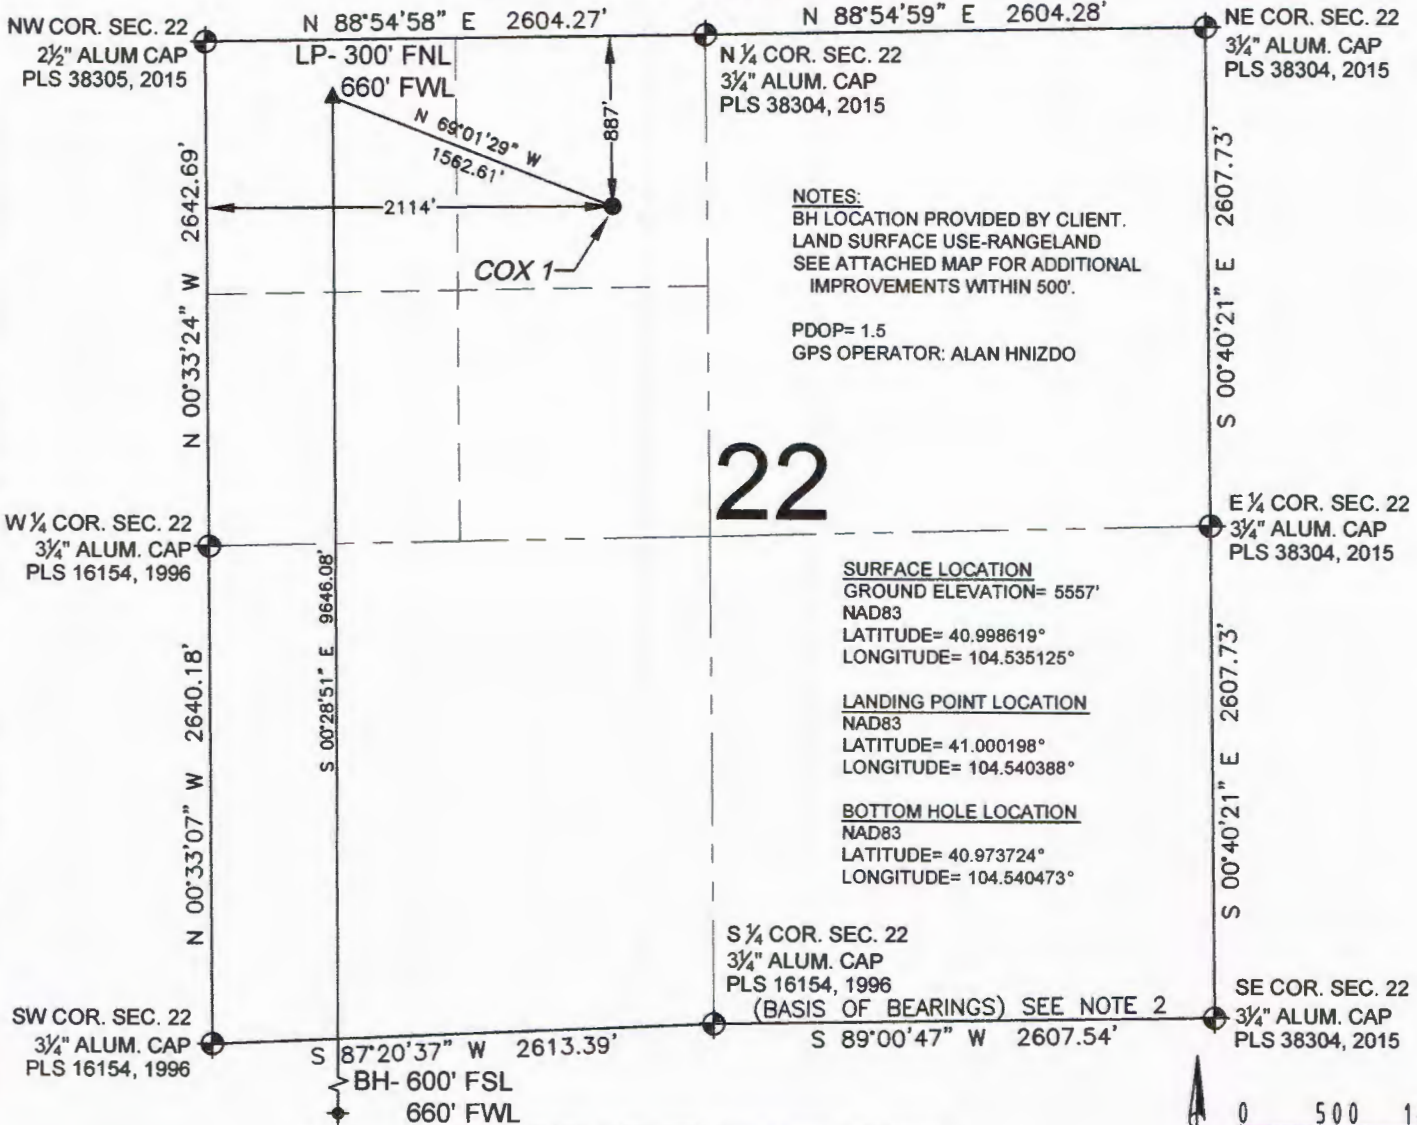 NW COR. SEC. 22
2½" ALUM CAP
PLS 38305, 2015
N 88°54'58" E 2604.27'
LP- 300' FNL
660' FWL
N 88°54'59" E 2604.28'
N ¼ COR. SEC. 22
3¼" ALUM. CAP
PLS 38304, 2015
NE COR. SEC. 22
3¼" ALUM. CAP
PLS 38304, 2015
N 69°01'29" W
1562.61'
887'
2114'
COX 1
N 00°33'24" W 2642.69'
S 00°40'21" E 2607.73'
NOTES:
BH LOCATION PROVIDED BY CLIENT.
LAND SURFACE USE-RANGELAND
SEE ATTACHED MAP FOR ADDITIONAL
IMPROVEMENTS WITHIN 500'.
PDOP= 1.5
GPS OPERATOR: ALAN HNIZDO
22
W ¼ COR. SEC. 22
3¼" ALUM. CAP
PLS 16154, 1996
E ¼ COR. SEC. 22
3¼" ALUM. CAP
PLS 38304, 2015
S 00°28'51" E 9646.08'
N 00°33'07" W 2640.18'
S 00°40'21" E 2607.73'
SURFACE LOCATION
GROUND ELEVATION= 5557'
NAD83
LATITUDE= 40.998619°
LONGITUDE= 104.535125°
LANDING POINT LOCATION
NAD83
LATITUDE= 41.000198°
LONGITUDE= 104.540388°
BOTTOM HOLE LOCATION
NAD83
LATITUDE= 40.973724°
LONGITUDE= 104.540473°
S ¼ COR. SEC. 22
3¼" ALUM. CAP
PLS 16154, 1996
(BASIS OF BEARINGS) SEE NOTE 2
S 89°00'47" W 2607.54'
SW COR. SEC. 22
3¼" ALUM. CAP
PLS 16154, 1996
S 87°20'37" W 2613.39'
SE COR. SEC. 22
3¼" ALUM. CAP
PLS 38304, 2015
BH- 600' FSL
660' FWL
0 500 1